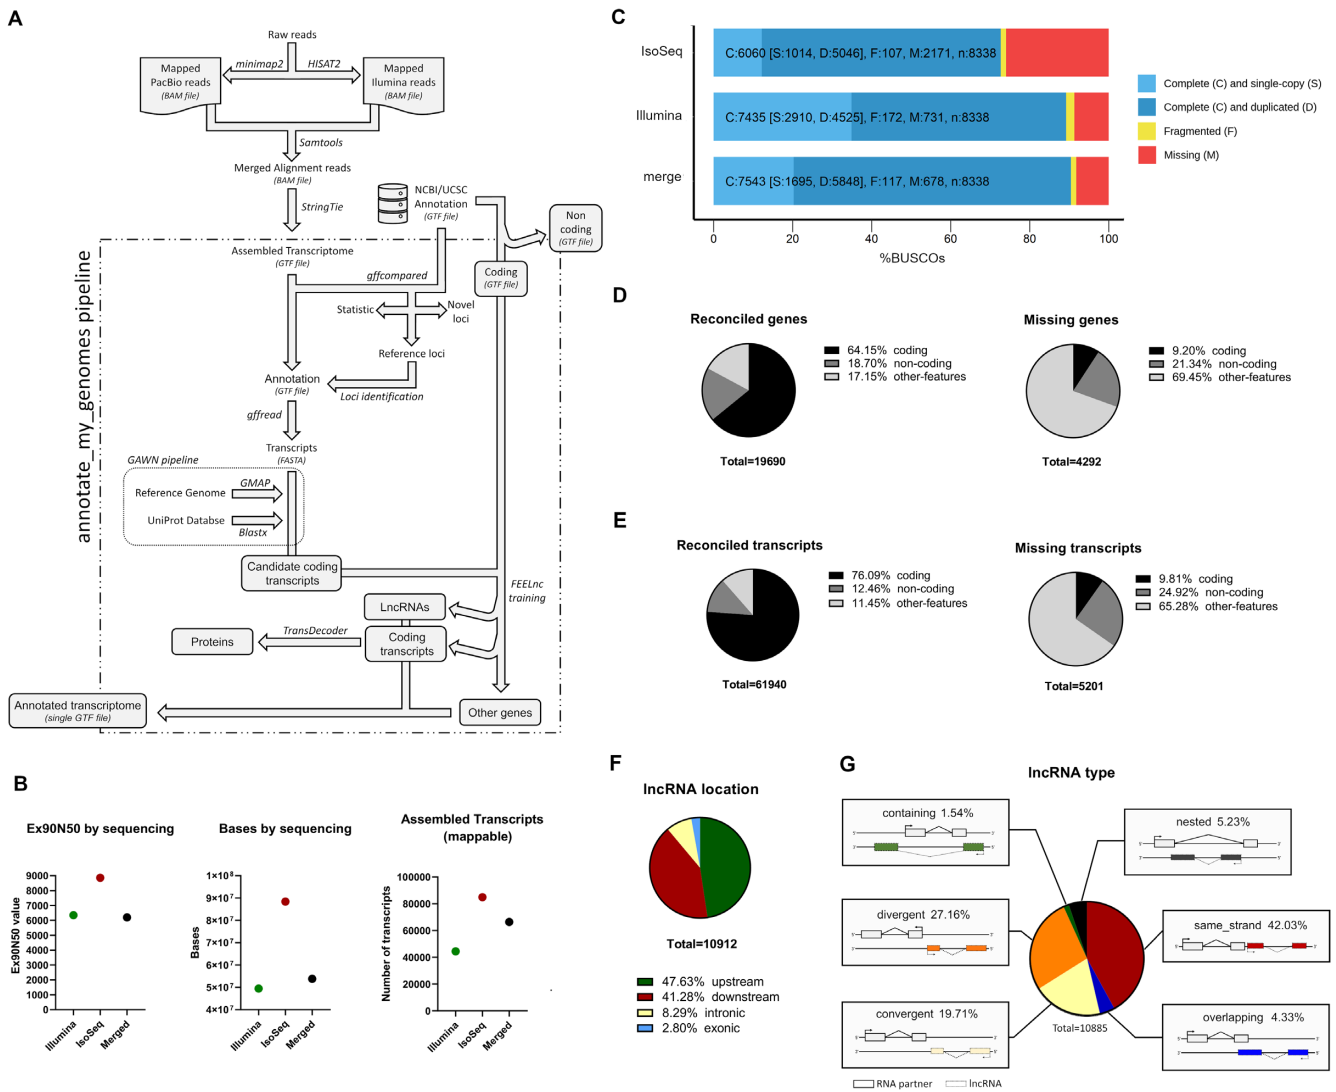 A
Raw reads
minimap2
HISAT2
Mapped
PacBio reads
(BAM file)
Mapped
Ilumina reads
(BAM file)
Samtools
Merged Alignment reads
(BAM file)
StringTie
NCBI/UCSC
Annotation
(GTF file)
Non
coding
(GTF file)
annotate_my_genomes pipeline
Assembled Transcriptome
(GTF file)
gffcompared
Coding
(GTF file)
Statistic
Novel
loci
Reference loci
Annotation
(GTF file)
Loci identification
gffread
Transcripts
(FASTA)
GAWN pipeline
GMAP
Reference Genome
UniProt Databse
Blastx
Candidate coding
transcripts
FEELnc
training
LncRNAs
Proteins
TransDecoder
Coding
transcripts
Annotated transcriptome
(single GTF file)
Other genes
B
Ex90N50 by sequencing
Ex90N50 value
9000
8000
7000
6000
5000
4000
3000
2000
1000
0
Illumina
IsoSeq
Merged
Bases by sequencing
Bases
1×10⁸
9×10⁷
8×10⁷
7×10⁷
6×10⁷
5×10⁷
4×10⁷
Illumina
IsoSeq
Merged
Assembled Transcripts
(mappable)
Number of transcripts
100000
80000
60000
40000
20000
0
Illumina
IsoSeq
Merged
C
IsoSeq
C:6060 [S:1014, D:5046], F:107, M:2171, n:8338
Illumina
C:7435 [S:2910, D:4525], F:172, M:731, n:8338
merge
C:7543 [S:1695, D:5848], F:117, M:678, n:8338
0 20 40 60 80 100
%BUSCOs
Complete (C) and single-copy (S)
Complete (C) and duplicated (D)
Fragmented (F)
Missing (M)
D
Reconciled genes
64.15% coding
18.70% non-coding
17.15% other-features
Total=19690
Missing genes
9.20% coding
21.34% non-coding
69.45% other-features
Total=4292
E
Reconciled transcripts
76.09% coding
12.46% non-coding
11.45% other-features
Total=61940
Missing transcripts
9.81% coding
24.92% non-coding
65.28% other-features
Total=5201
F
lncRNA location
Total=10912
47.63% upstream
41.28% downstream
8.29% intronic
2.80% exonic
G
lncRNA type
containing 1.54%
nested 5.23%
divergent 27.16%
same_strand 42.03%
convergent 19.71%
overlapping 4.33%
Total=10885
RNA partner
lncRNA